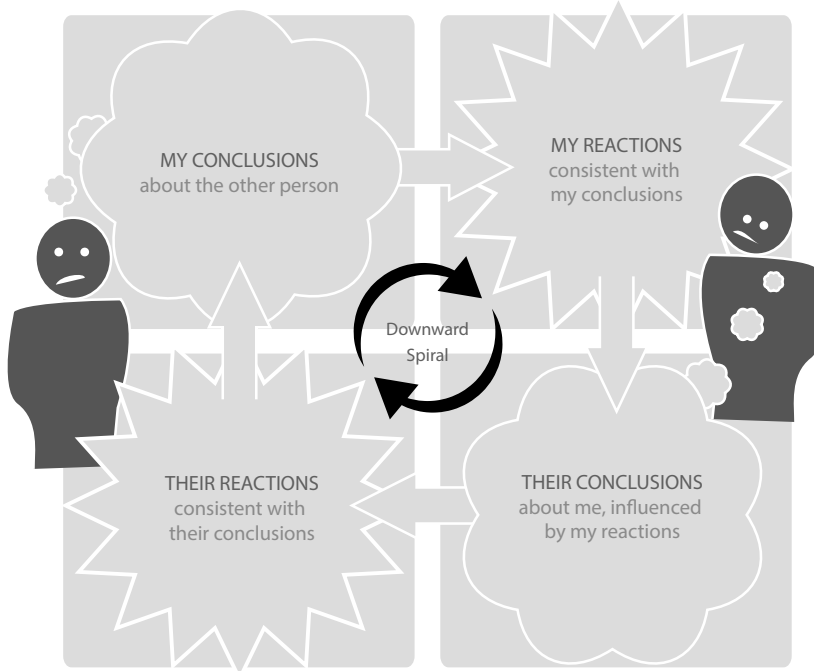 MY CONCLUSIONS
about the other person
MY REACTIONS
consistent with
my conclusions
Downward
Spiral
THEIR REACTIONS
consistent with
their conclusions
THEIR CONCLUSIONS
about me, influenced
by my reactions